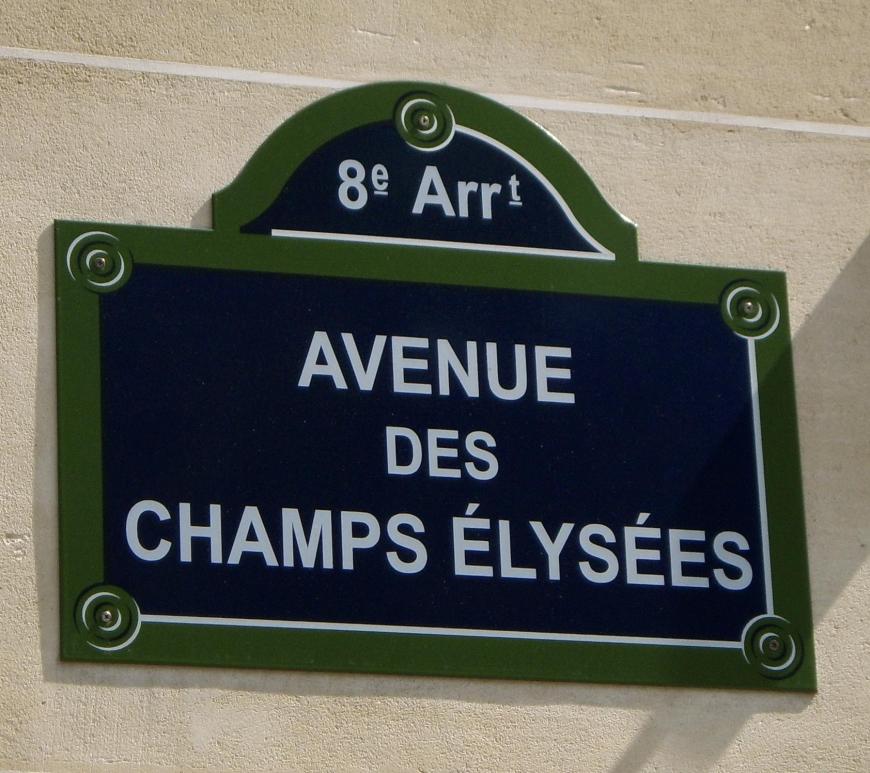 8e Arrt
AVENUE
DES
CHAMPS ÉLYSÉES